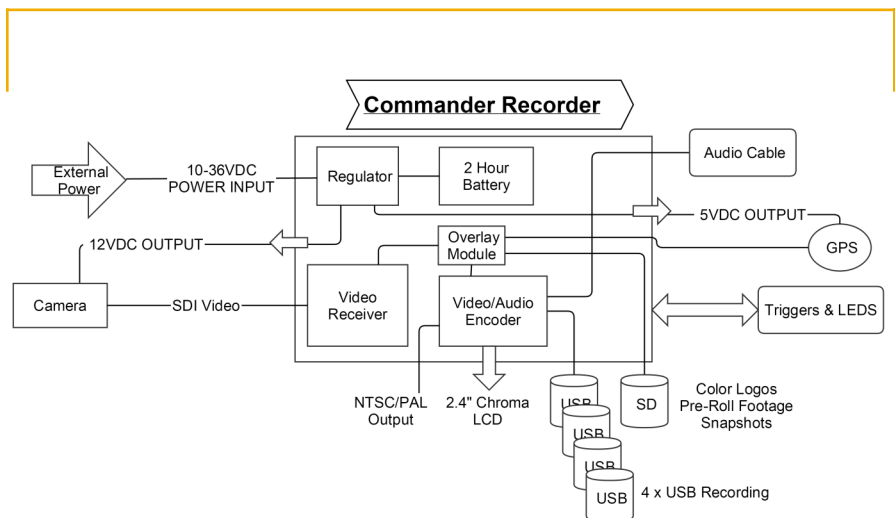 Commander Recorder
External
Power
10-36VDC
POWER INPUT
Regulator
2 Hour
Battery
Audio Cable
12VDC OUTPUT
5VDC OUTPUT
Overlay
Module
GPS
Camera
SDI Video
Video
Receiver
Video/Audio
Encoder
Triggers & LEDS
NTSC/PAL
Output
2.4" Chroma
LCD
USB
USB
USB
USB
SD
Color Logos
Pre-Roll Footage
Snapshots
4 x USB Recording